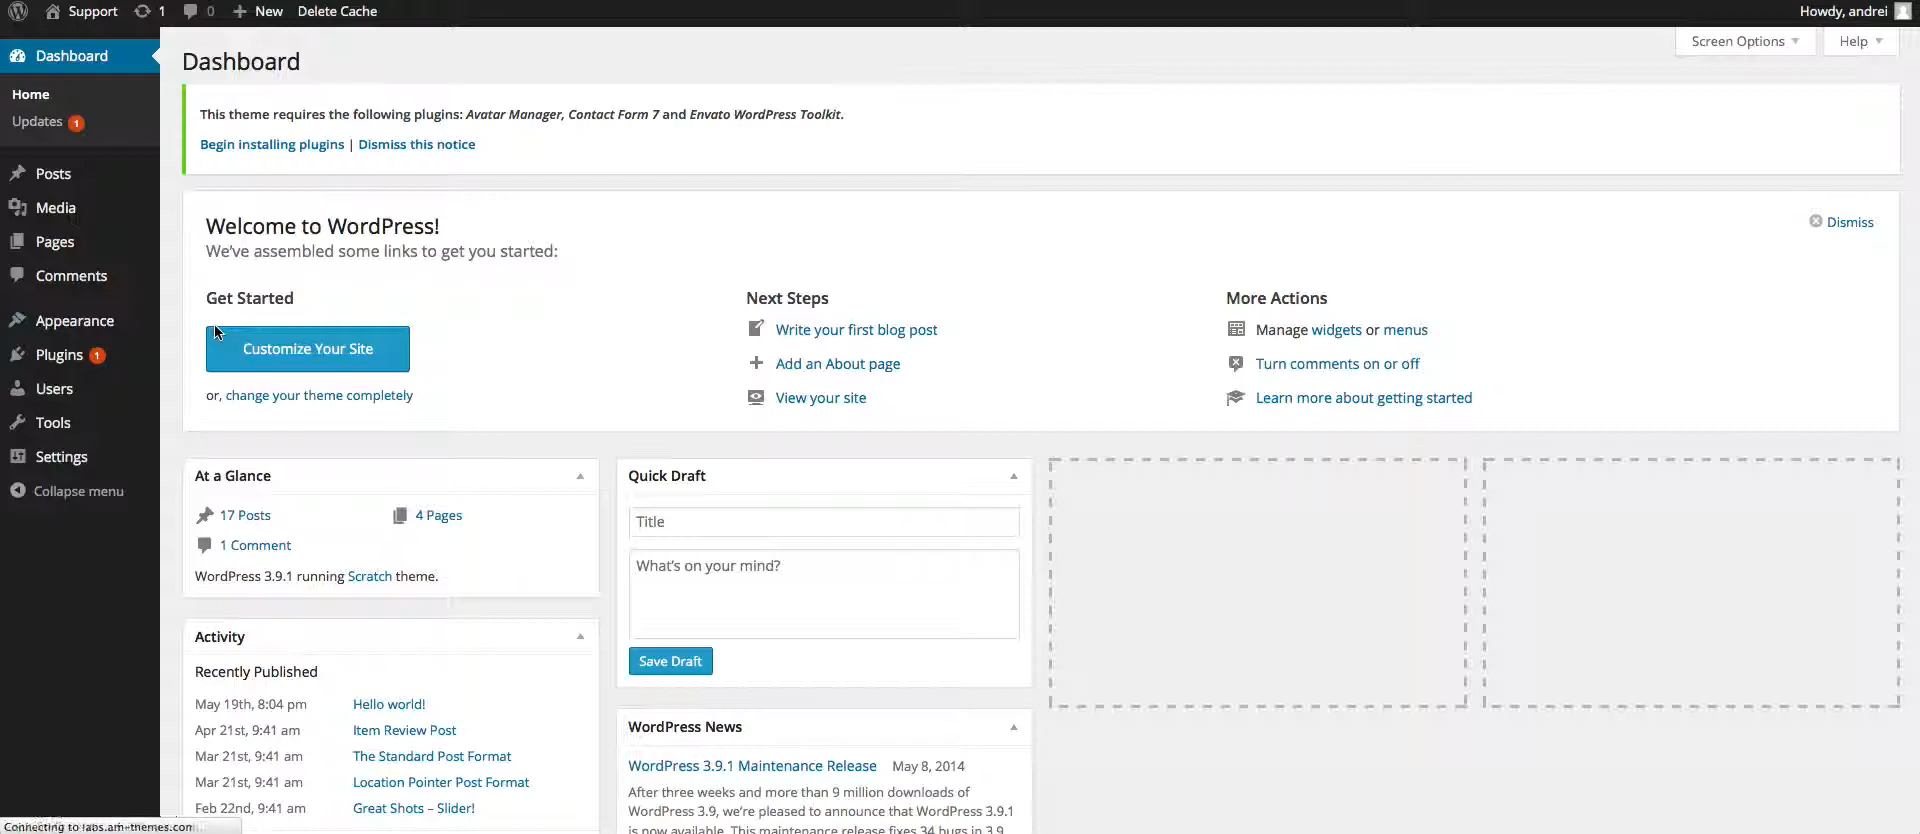 Support 1 0 New Delete Cache Howdy, andrei
Dashboard
Home
Updates 1
Posts
Media
Pages
Comments
Appearance
Plugins 1
Users
Tools
Settings
Collapse menu
Screen Options Help
Dashboard
This theme requires the following plugins: Avatar Manager, Contact Form 7 and Envato WordPress Toolkit.
Begin installing plugins | Dismiss this notice
Welcome to WordPress!
Dismiss
We've assembled some links to get you started:
Get Started
Customize Your Site
or, change your theme completely
Next Steps
Write your first blog post
Add an About page
View your site
More Actions
Manage widgets or menus
Turn comments on or off
Learn more about getting started
At a Glance
17 Posts 4 Pages
1 Comment
WordPress 3.9.1 running Scratch theme.
Activity
Recently Published
May 19th, 8:04 pm Hello world!
Apr 21st, 9:41 am Item Review Post
Mar 21st, 9:41 am The Standard Post Format
Mar 21st, 9:41 am Location Pointer Post Format
Feb 22nd, 9:41 am Great Shots – Slider!
Quick Draft
Title
What's on your mind?
Save Draft
WordPress News
WordPress 3.9.1 Maintenance Release May 8, 2014
After three weeks and more than 9 million downloads of
WordPress 3.9, we're pleased to announce that WordPress 3.9.1
is now available. This maintenance release fixes 34 bugs in 3.9
Connecting to labs.am-themes.com